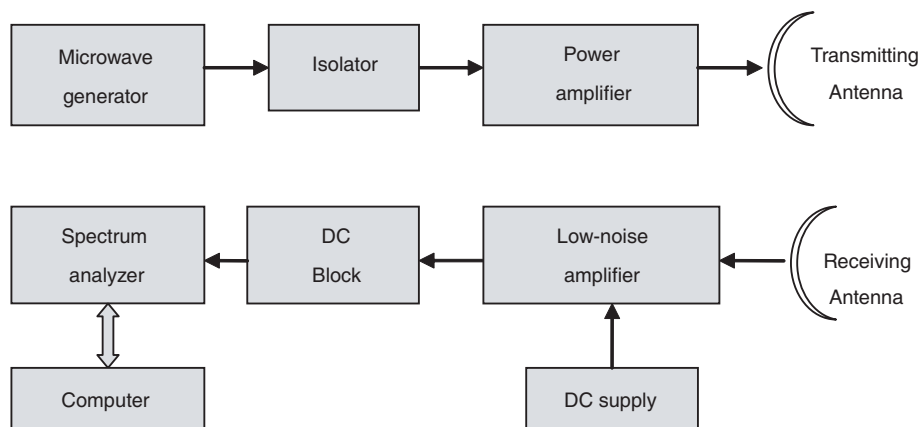 Microwave
generator
Isolator
Power
amplifier
Transmitting
Antenna
Spectrum
analyzer
DC
Block
Low-noise
amplifier
Receiving
Antenna
Computer
DC supply